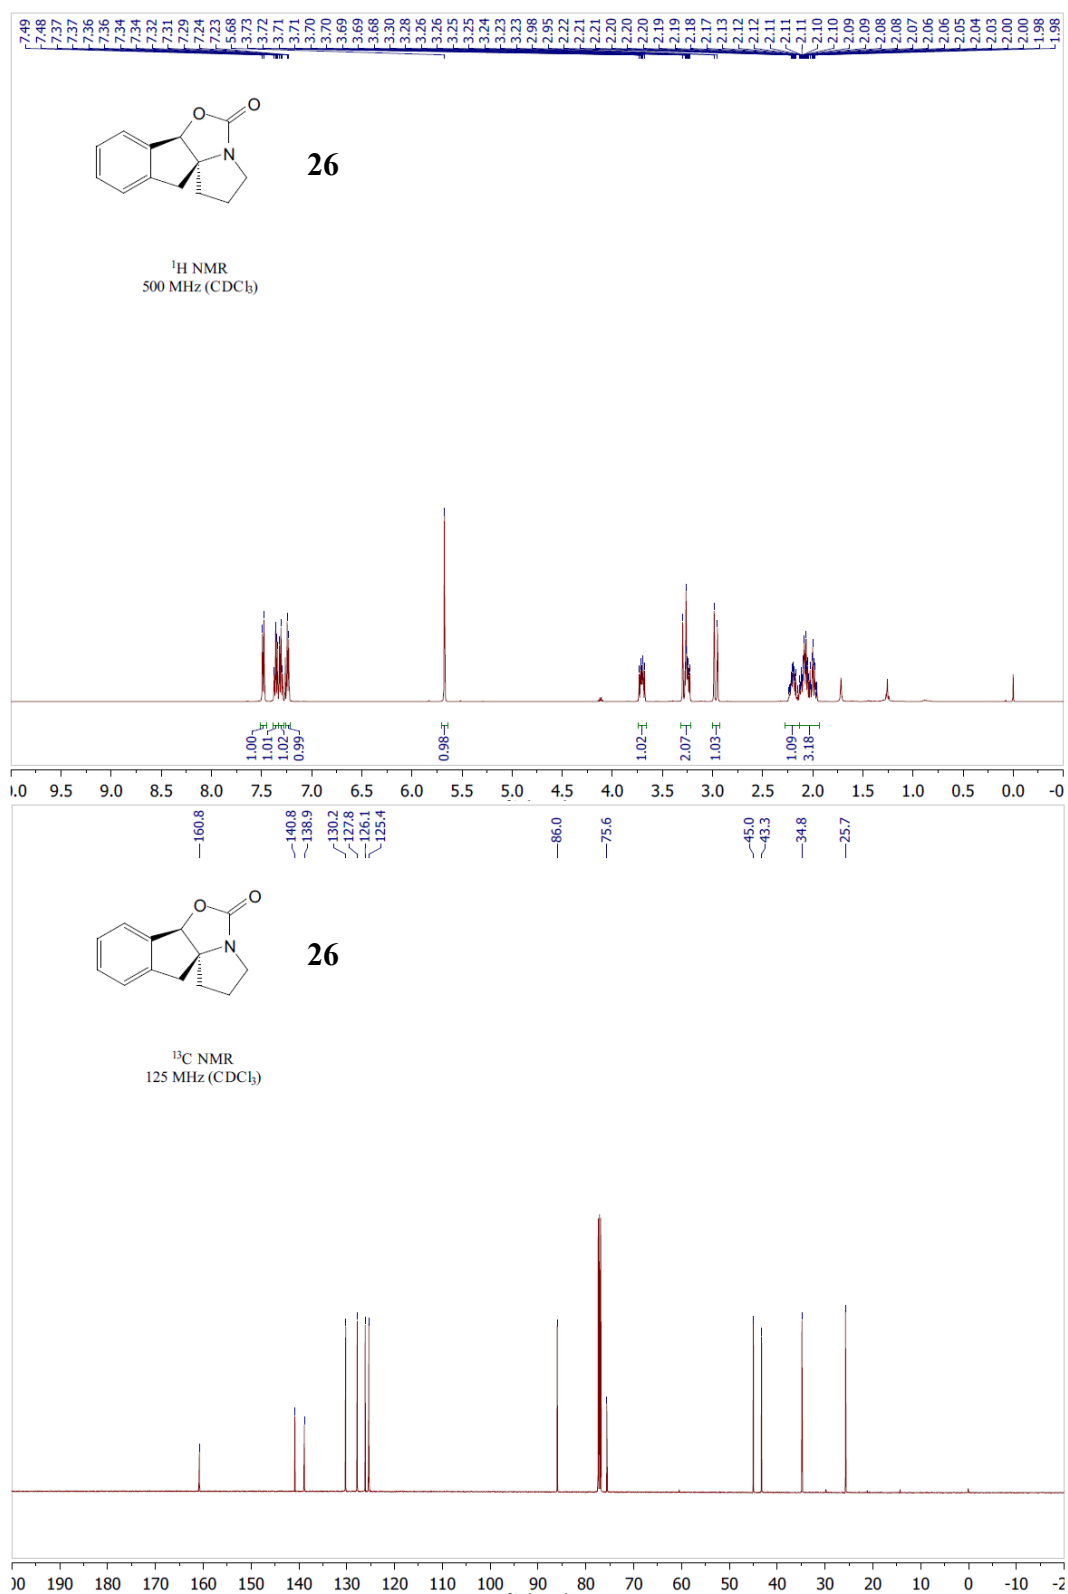 7.49 7.48 7.37 7.37 7.36 7.36 7.34 7.34 7.32 7.31 7.29 7.24 7.23 5.68 3.73 3.72 3.71 3.71 3.70 3.70 3.69 3.69 3.68 3.30 3.28 3.26 3.26 3.25 3.25 3.24 3.23 3.23 2.98 2.95 2.22 2.21 2.21 2.20 2.20 2.20 2.19 2.19 2.18 2.17 2.13 2.12 2.12 2.11 2.11 2.11 2.10 2.10 2.09 2.09 2.08 2.08 2.07 2.06 2.06 2.05 2.04 2.03 2.00 2.00 1.98 1.98
O O
N
26
¹H NMR
500 MHz (CDCl₃)
1.00 1.01 1.02 0.99 0.98 1.02 2.07 1.03 1.09 3.18
0.0 9.5 9.0 8.5 8.0 7.5 7.0 6.5 6.0 5.5 5.0 4.5 4.0 3.5 3.0 2.5 2.0 1.5 1.0 0.5 0.0 -0
160.8 140.8 138.9 130.2 127.8 126.1 125.4 86.0 75.6 45.0 43.3 34.8 25.7
O O
N
26
¹³C NMR
125 MHz (CDCl₃)
00 190 180 170 160 150 140 130 120 110 100 90 80 70 60 50 40 30 20 10 0 -10 -2